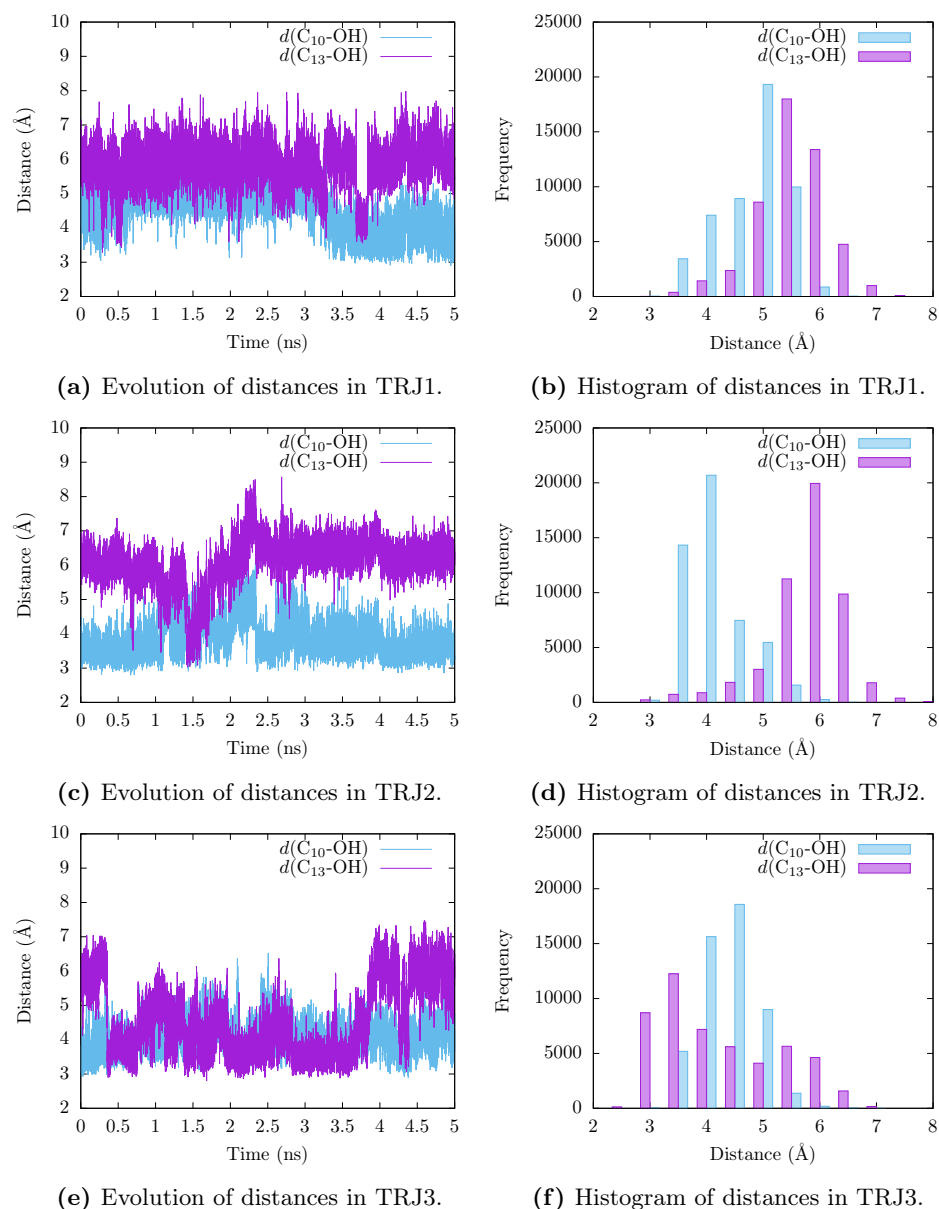 10
9
8
7
6
5
4
3
2
0 0.5 1 1.5 2 2.5 3 3.5 4 4.5 5
Distance (Å)
Time (ns)
d(C₁₀-OH)
d(C₁₃-OH)
(a) Evolution of distances in TRJ1.
25000
20000
15000
10000
5000
0
2 3 4 5 6 7 8
Frequency
Distance (Å)
d(C₁₀-OH)
d(C₁₃-OH)
(b) Histogram of distances in TRJ1.
10
9
8
7
6
5
4
3
2
0 0.5 1 1.5 2 2.5 3 3.5 4 4.5 5
Distance (Å)
Time (ns)
d(C₁₀-OH)
d(C₁₃-OH)
(c) Evolution of distances in TRJ2.
25000
20000
15000
10000
5000
0
2 3 4 5 6 7 8
Frequency
Distance (Å)
d(C₁₀-OH)
d(C₁₃-OH)
(d) Histogram of distances in TRJ2.
10
9
8
7
6
5
4
3
2
0 0.5 1 1.5 2 2.5 3 3.5 4 4.5 5
Distance (Å)
Time (ns)
d(C₁₀-OH)
d(C₁₃-OH)
(e) Evolution of distances in TRJ3.
25000
20000
15000
10000
5000
0
2 3 4 5 6 7 8
Frequency
Distance (Å)
d(C₁₀-OH)
d(C₁₃-OH)
(f) Histogram of distances in TRJ3.